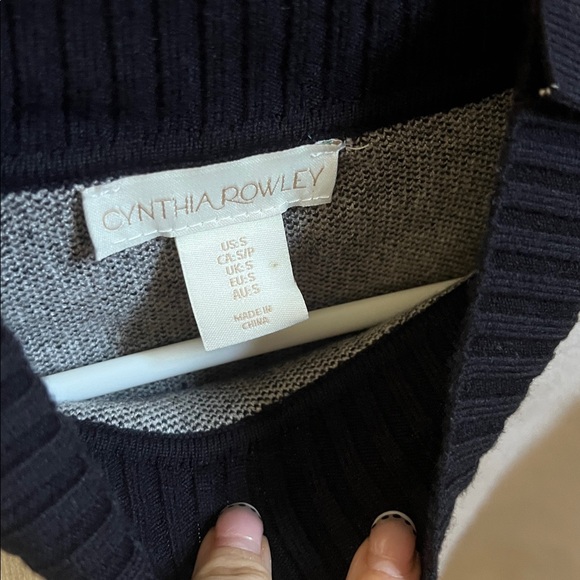 CYNTHIA ROWLEY
US:S
CA:S/P
UK:S
EU:S
AU:S
MADE IN
CHINA